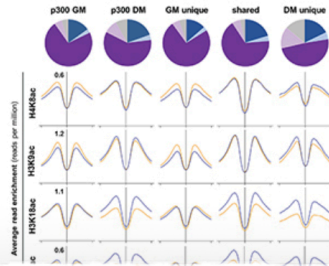 p300 GM p300 DM GM unique shared DM unique
Average read enrichment (reads per million)
H4K8ac
0.6
H3K9ac
1.2
H3K18ac
1.1
0.6